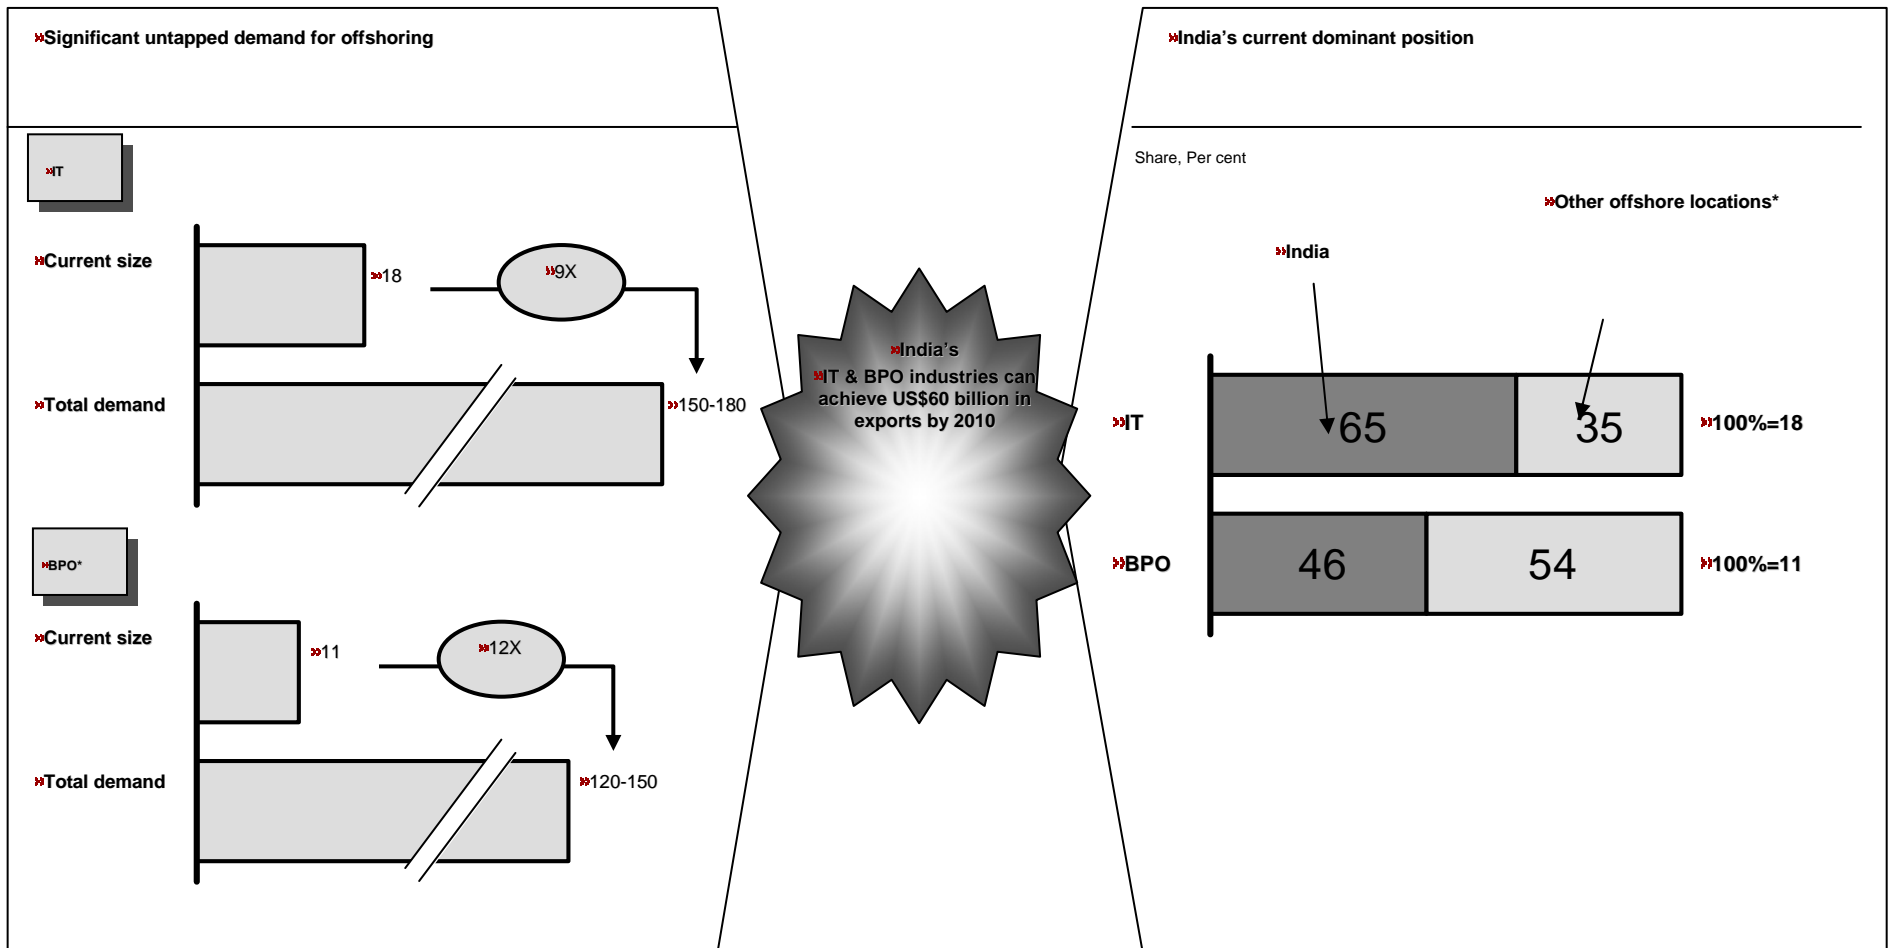 »Significant untapped demand for offshoring
»IT
»Current size
»18
»9X
»Total demand
»150-180
»BPO*
»Current size
»11
»12X
»Total demand
»120-150
»India’s
»IT & BPO industries can
achieve US$60 billion in
exports by 2010
»India’s current dominant position
Share, Per cent
»Other offshore locations*
»India
»IT
65
35
»100%=18
»BPO
46
54
»100%=11